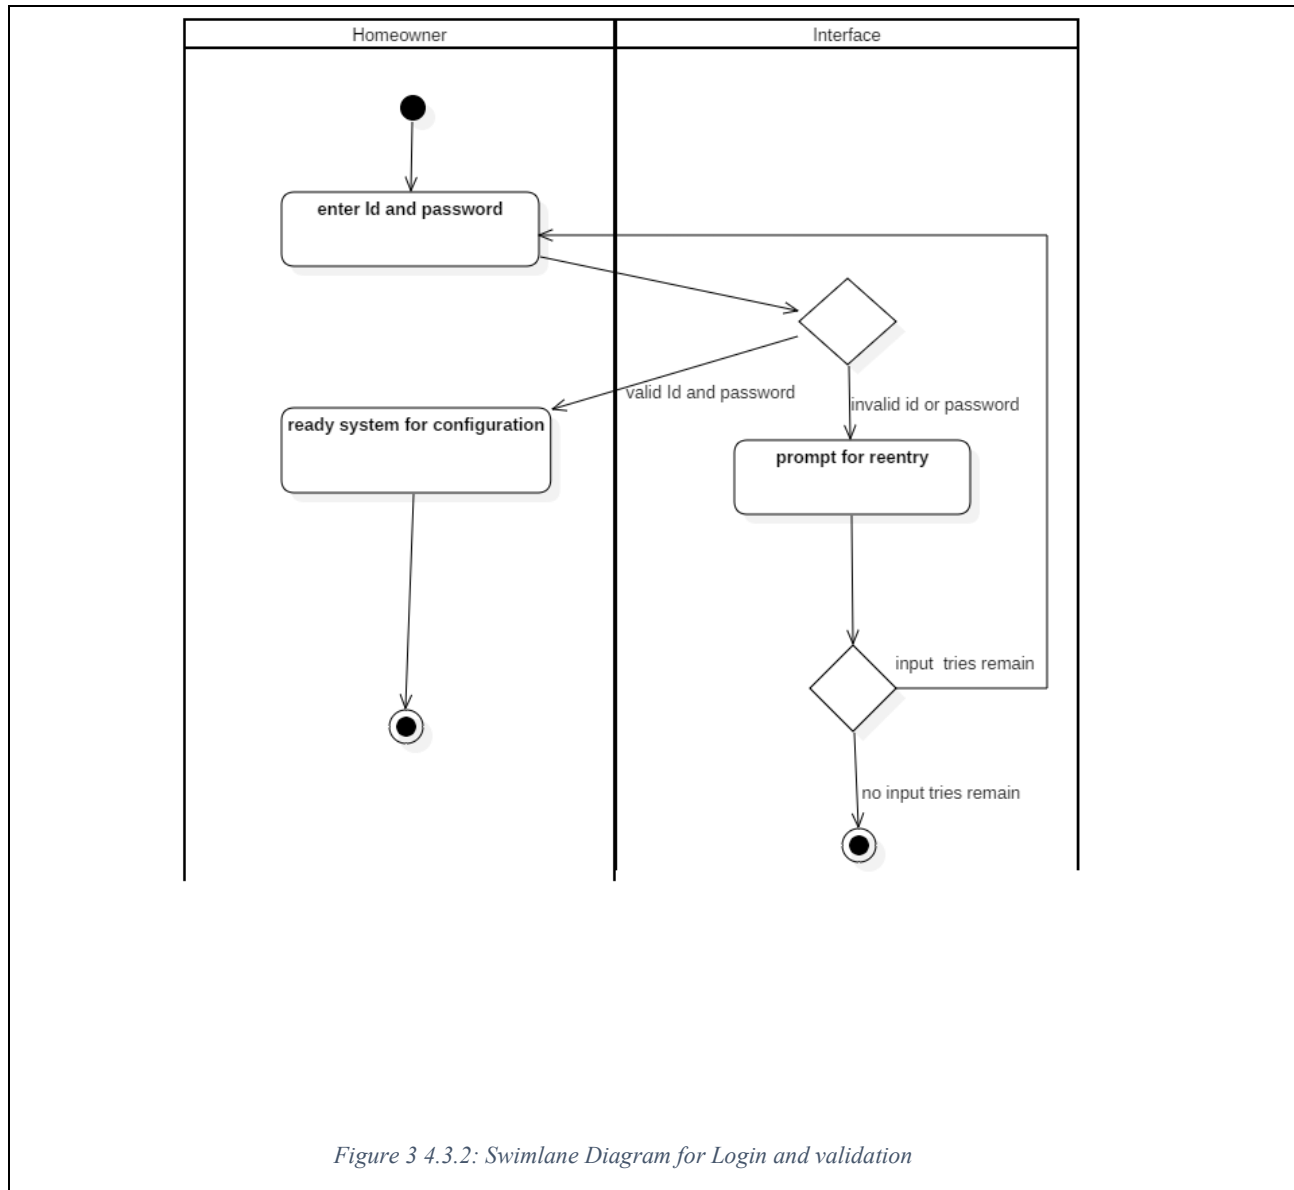 Homeowner
Interface
enter Id and password
valid Id and password
invalid id or password
ready system for configuration
prompt for reentry
input  tries remain
no input tries remain
Figure 3 4.3.2: Swimlane Diagram for Login and validation